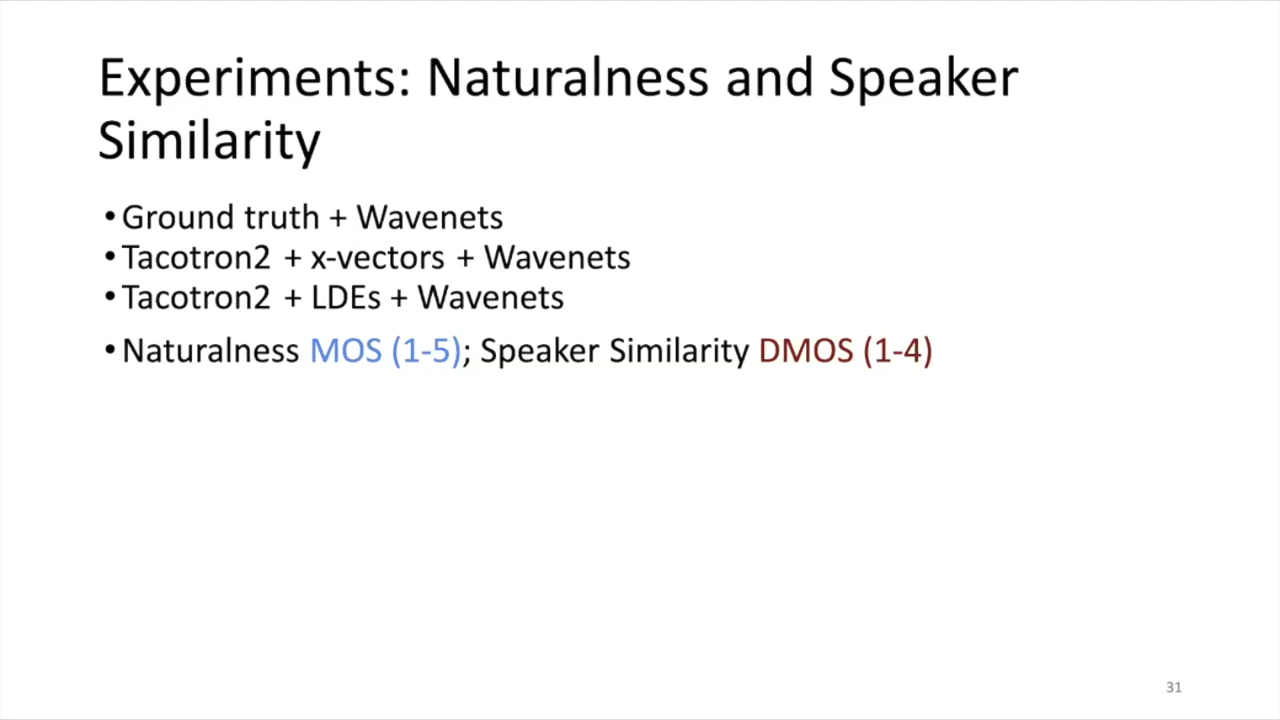 Experiments: Naturalness and Speaker
Similarity
• Ground truth + Wavenets
• Tacotron2 + x-vectors + Wavenets
• Tacotron2 + LDEs + Wavenets
• Naturalness MOS (1-5); Speaker Similarity DMOS (1-4)
31